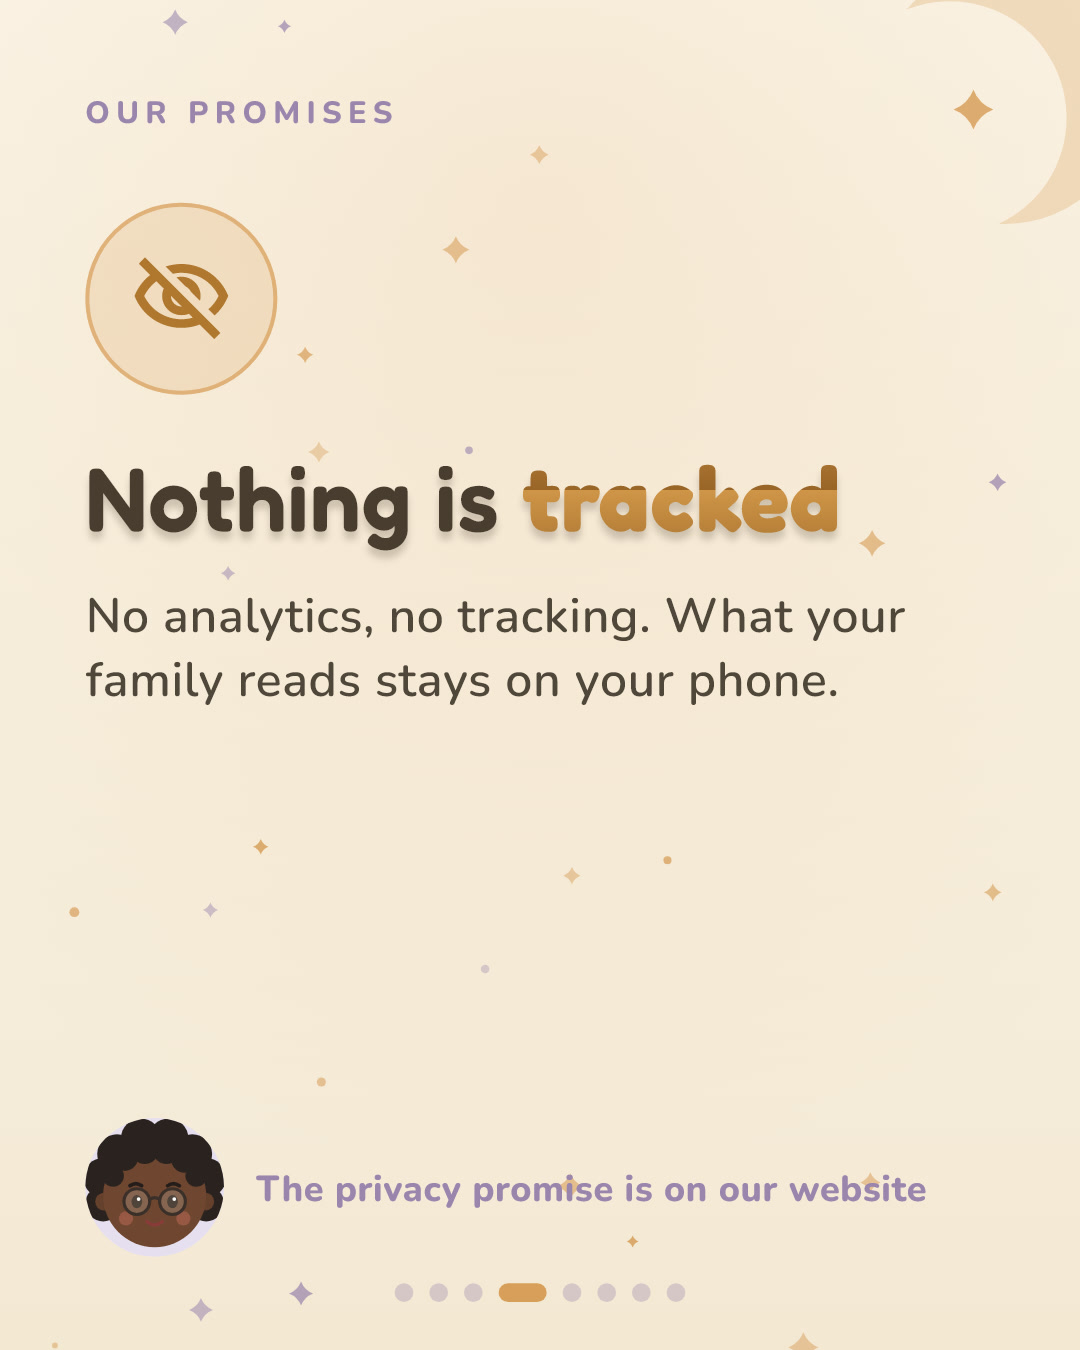 OUR PROMISES
Nothing is tracked
No analytics, no tracking. What your
family reads stays on your phone.
The privacy promise is on our website